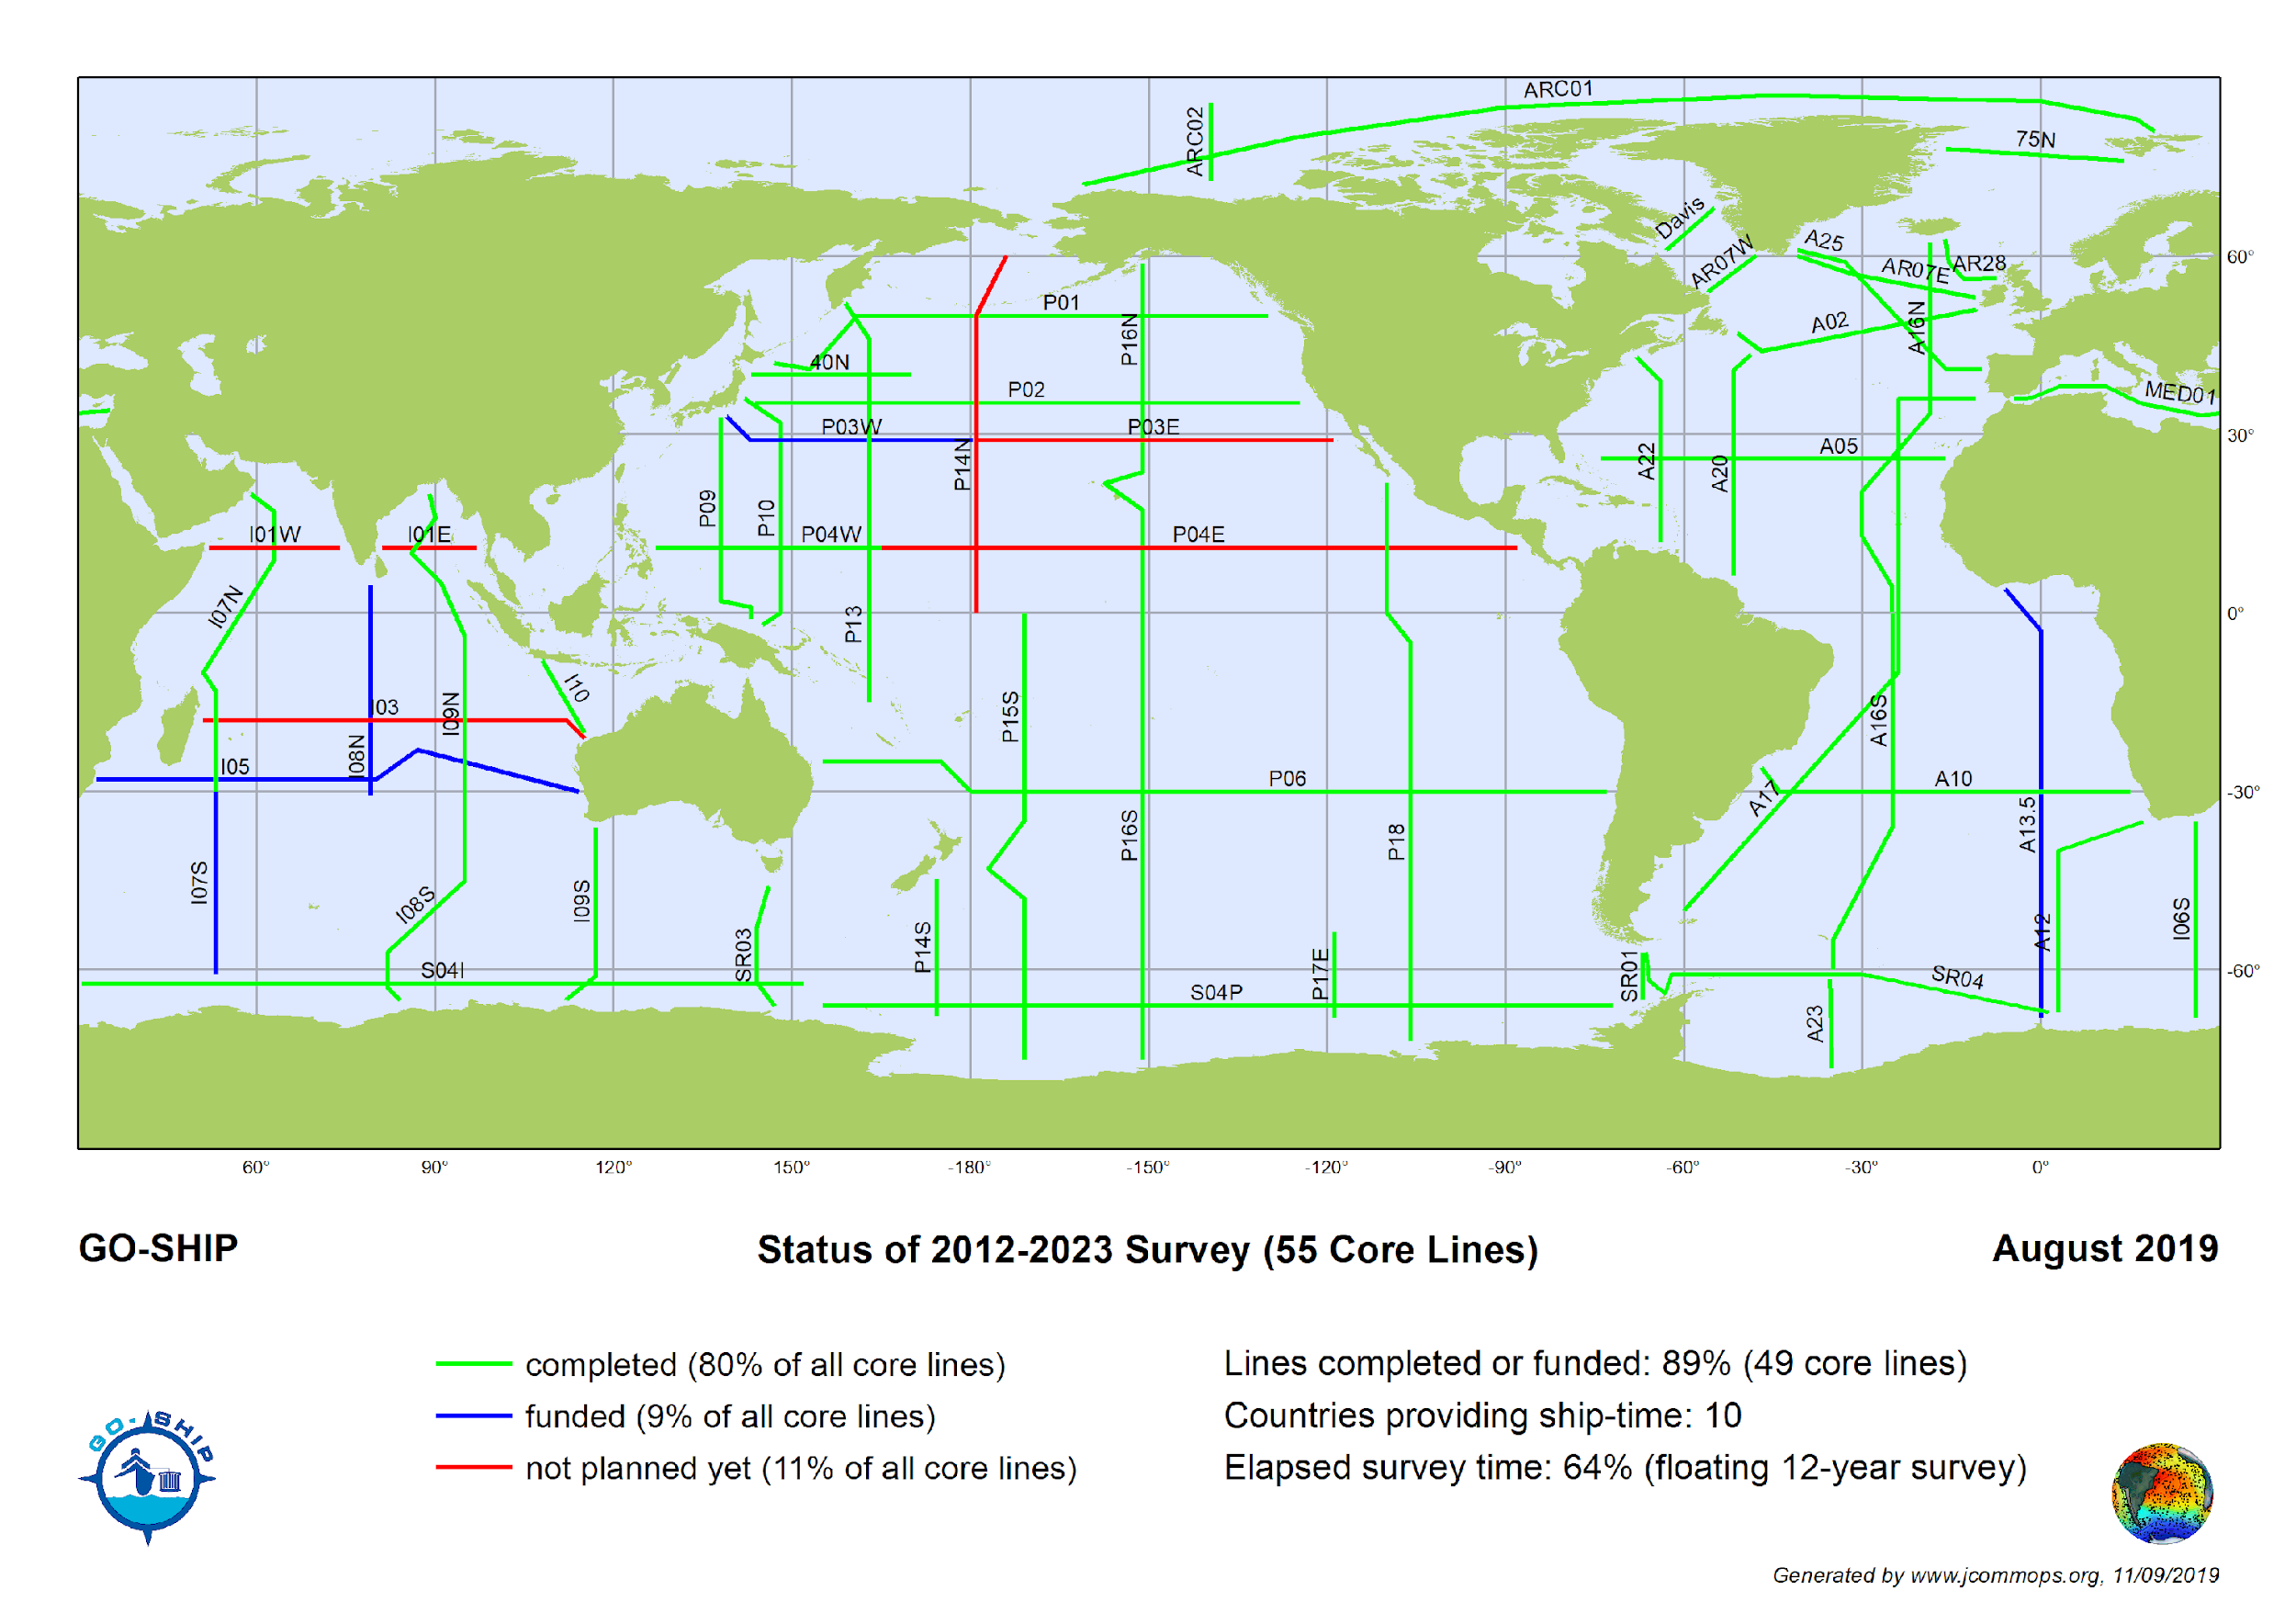 ARC01
ARC02
75N
Davis
A25
AR07W
AR07E
AR28
60°
P01
A16N
A02
P16N
40N
P02
MED01
P03W
P03E
30°
A05
P14N
A22
A20
P09
P10
I01W
I01E
P04W
P04E
I07N
P13
0°
I10
I03
I09N
P15S
A16S
I08N
I05
P06
A10
-30°
A17
A13.5
P16S
P18
I07S
I08S
I09S
I06S
A12
SR03
P14S
P17E
SR01
S04I
SR04
-60°
S04P
A23
60°
90°
120°
150°
-180°
-150°
-120°
-90°
-60°
-30°
0°
GO-SHIP
Status of 2012-2023 Survey (55 Core Lines)
August 2019
completed (80% of all core lines)
funded (9% of all core lines)
not planned yet (11% of all core lines)
Lines completed or funded: 89% (49 core lines)
Countries providing ship-time: 10
Elapsed survey time: 64% (floating 12-year survey)
GO-SHIP
Generated by www.jcommops.org, 11/09/2019